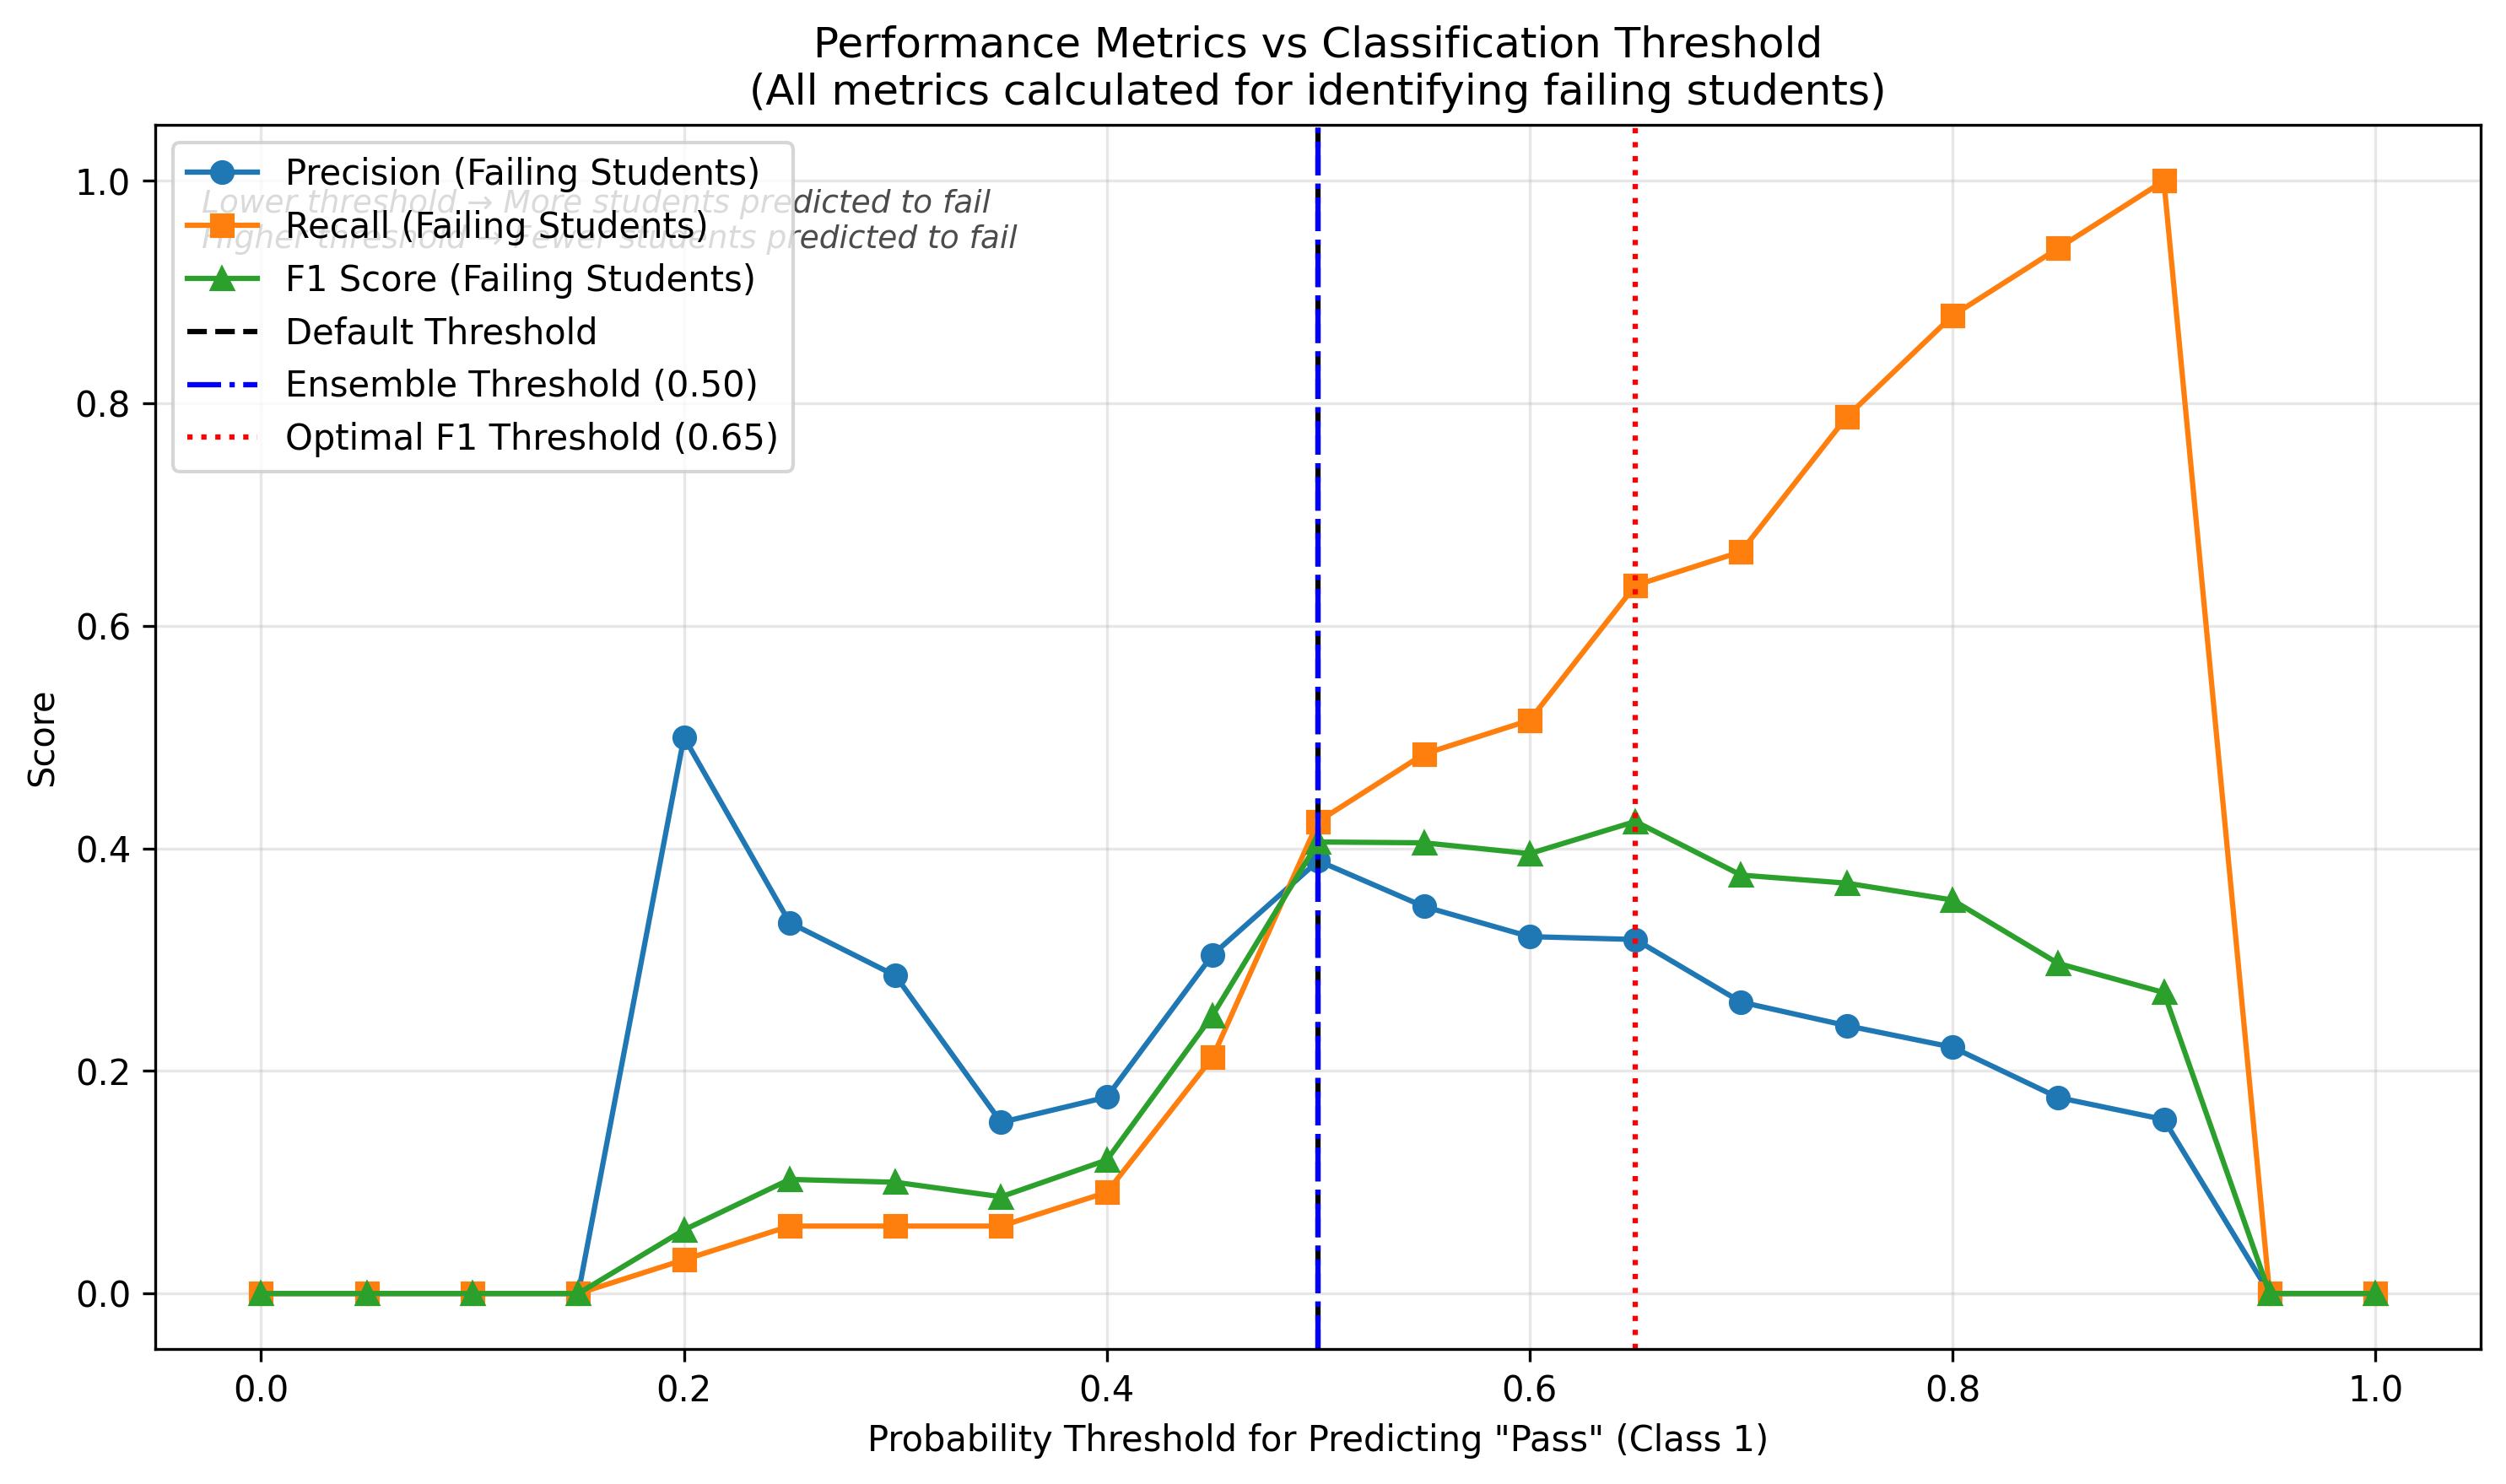 Performance Metrics vs Classification Threshold
(All metrics calculated for identifying failing students)
Precision (Failing Students)
Lower threshold → More students predicted to fail
Recall (Failing Students)
Higher threshold → Fewer students predicted to fail
F1 Score (Failing Students)
Default Threshold
Ensemble Threshold (0.50)
Optimal F1 Threshold (0.65)
1.0
0.8
0.6
0.4
0.2
0.0
Score
0.0 0.2 0.4 0.6 0.8 1.0
Probability Threshold for Predicting "Pass" (Class 1)